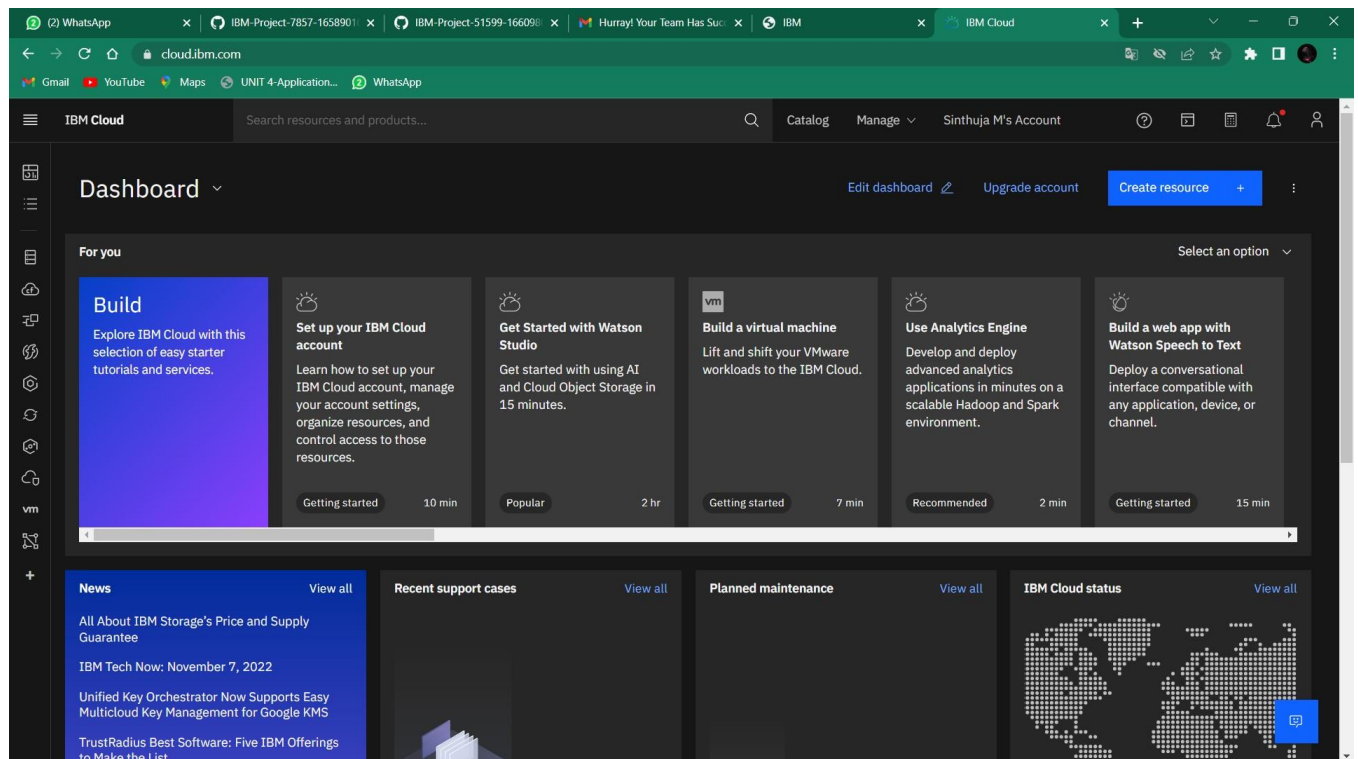 (2) WhatsApp
IBM-Project-7857-1658901
IBM-Project-51599-166098
Hurray! Your Team Has Succ
IBM
IBM Cloud
cloud.ibm.com
Gmail
YouTube
Maps
UNIT 4-Application...
WhatsApp
IBM Cloud
Search resources and products...
Catalog
Manage
Sinthuja M's Account
Dashboard
Edit dashboard
Upgrade account
Create resource +
For you
Select an option
Build
Explore IBM Cloud with this
selection of easy starter
tutorials and services.
Set up your IBM Cloud
account
Learn how to set up your
IBM Cloud account, manage
your account settings,
organize resources, and
control access to those
resources.
Getting started 10 min
Get Started with Watson
Studio
Get started with using AI
and Cloud Object Storage in
15 minutes.
Popular 2 hr
vm
Build a virtual machine
Lift and shift your VMware
workloads to the IBM Cloud.
Getting started 7 min
Use Analytics Engine
Develop and deploy
advanced analytics
applications in minutes on a
scalable Hadoop and Spark
environment.
Recommended 2 min
Build a web app with
Watson Speech to Text
Deploy a conversational
interface compatible with
any application, device, or
channel.
Getting started 15 min
vm
News View all
All About IBM Storage's Price and Supply
Guarantee
IBM Tech Now: November 7, 2022
Unified Key Orchestrator Now Supports Easy
Multicloud Key Management for Google KMS
TrustRadius Best Software: Five IBM Offerings
to Make the List
Recent support cases View all
Planned maintenance View all
IBM Cloud status View all